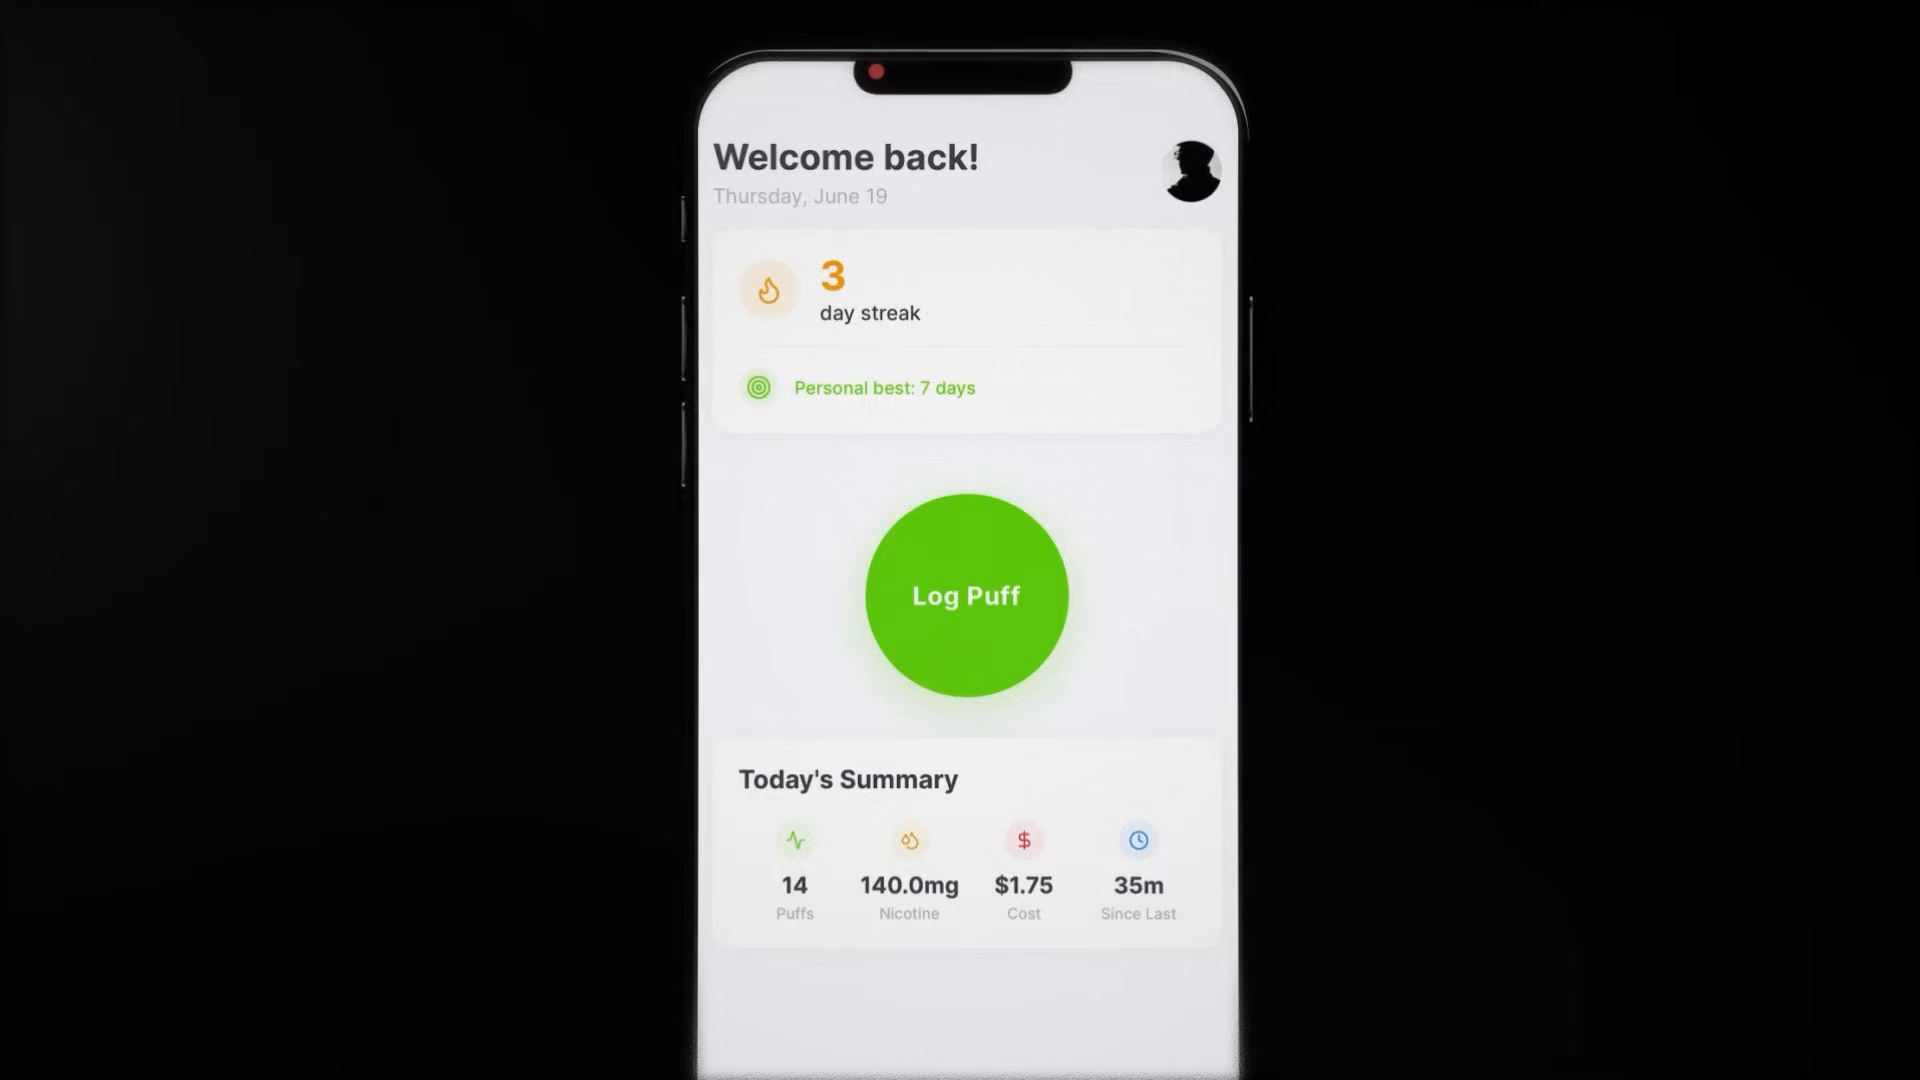 Welcome back!
Thursday, June 19
3
day streak
Personal best: 7 days
Log Puff
Today's Summary
14 140.0mg $1.75 35m
Puffs Nicotine Cost Since Last